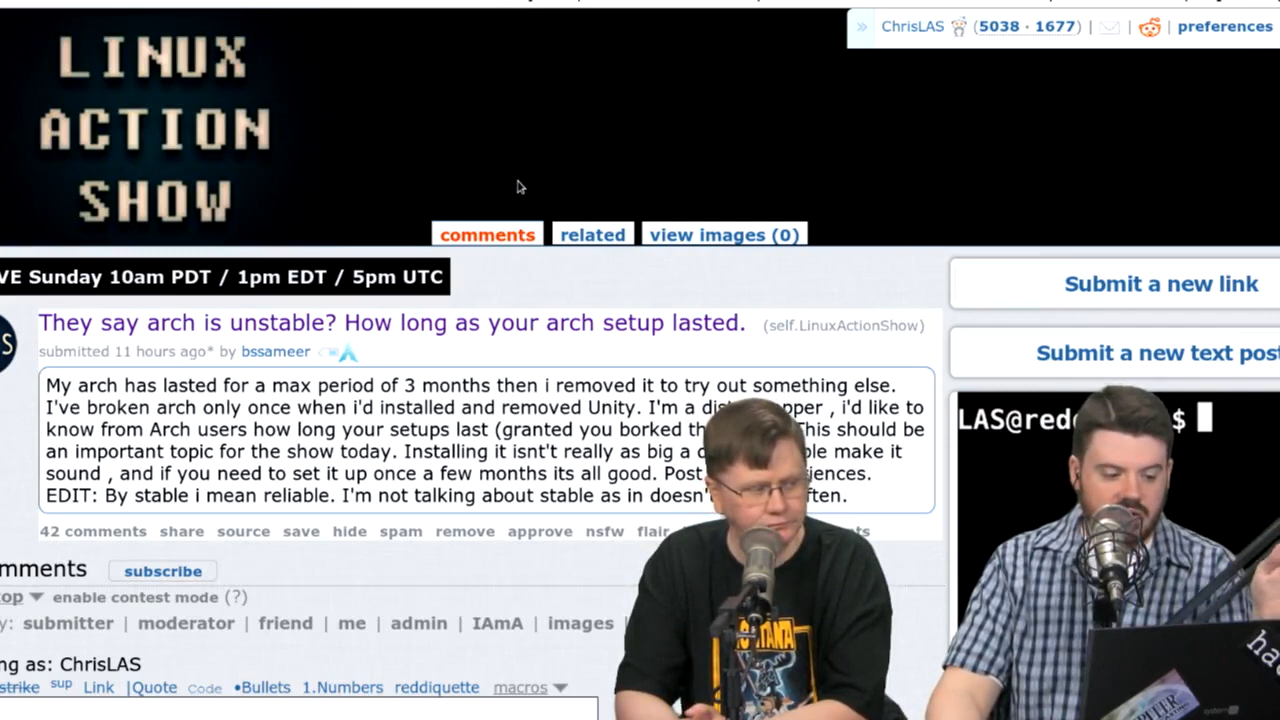 LINUX
ACTION
SHOW
ChrisLAS (5038 · 1677) | | | preferences
comments related view images (0)
VE Sunday 10am PDT / 1pm EDT / 5pm UTC
Submit a new link
They say arch is unstable? How long as your arch setup lasted. (self.LinuxActionShow)
submitted 11 hours ago* by bssameer
Submit a new text post
My arch has lasted for a max period of 3 months then i removed it to try out something else.
I've broken arch only once when i'd installed and removed Unity. I'm a pper , i'd like to
know from Arch users how long your setups last (granted you borked This should be
an important topic for the show today. Installing it isnt't really as big a make it
sound , and if you need to set it up once a few months its all good. Post
EDIT: By stable i mean reliable. I'm not talking about stable as in
LAS@red $
42 comments share source save hide spam remove approve nsfw flair
mments subscribe
top enable contest mode (?)
y: submitter | moderator | friend | me | admin | IAmA | images |
ng as: ChrisLAS
strike sup Link |Quote Code •Bullets 1.Numbers reddiquette macros